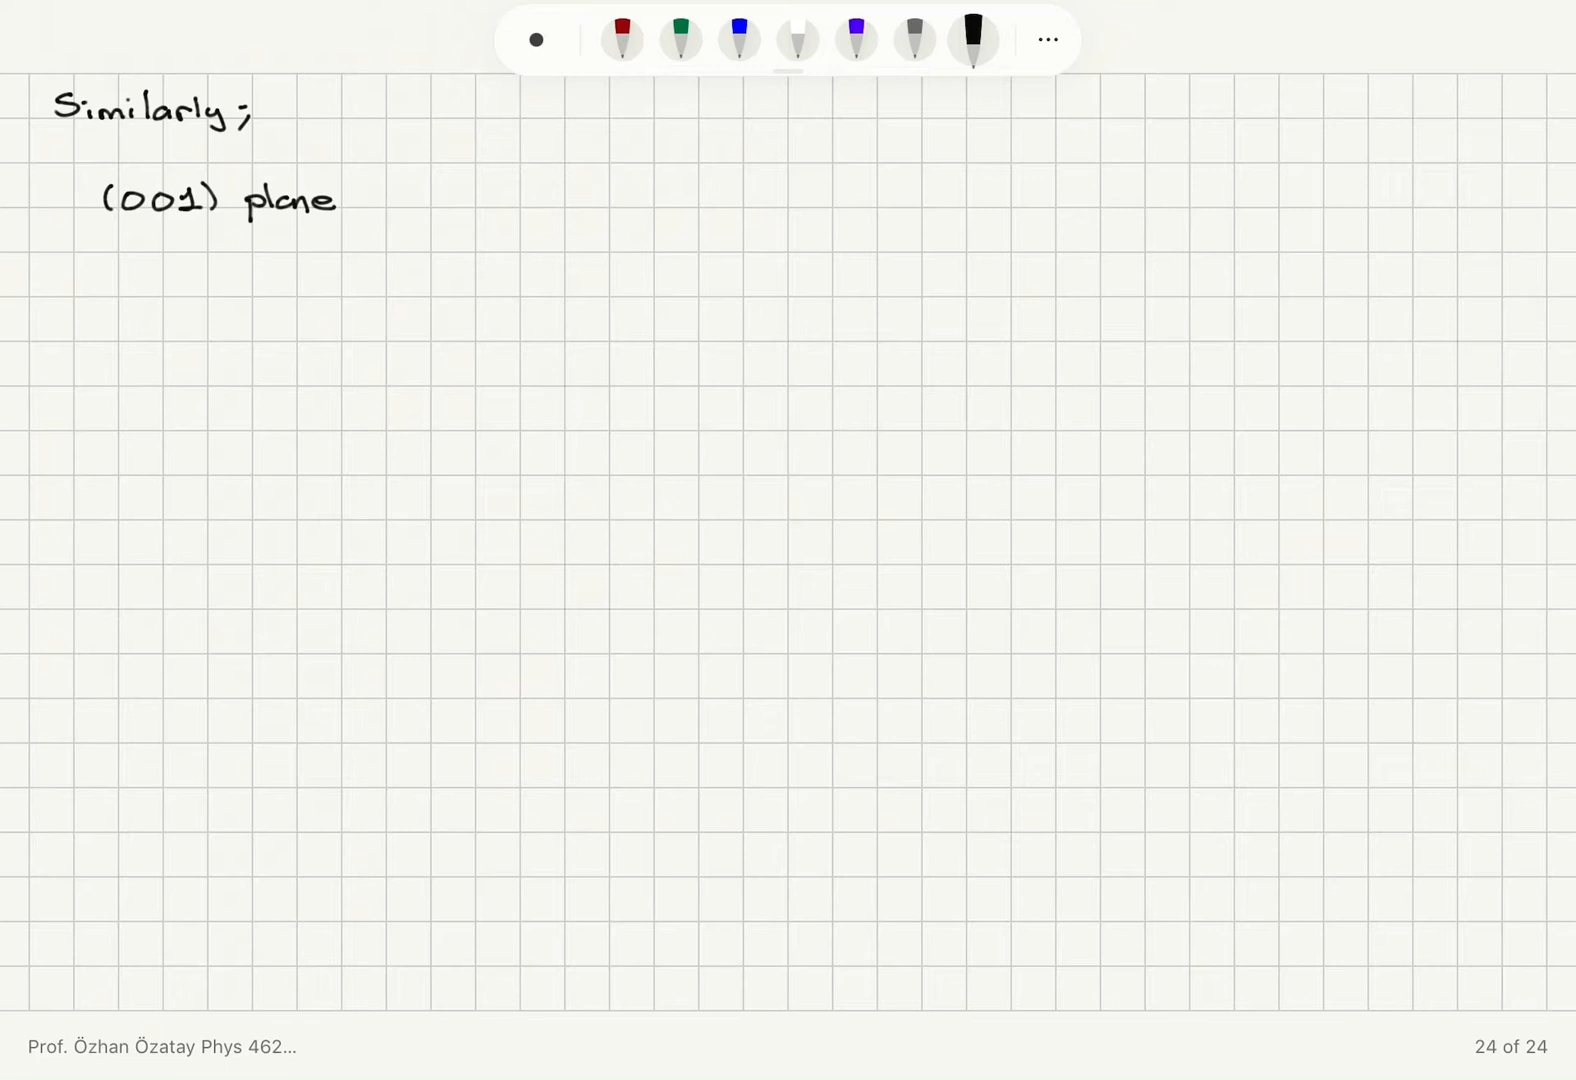 Similarly;
(001) plane
Prof. Özhan Özatay Phys 462...
24 of 24